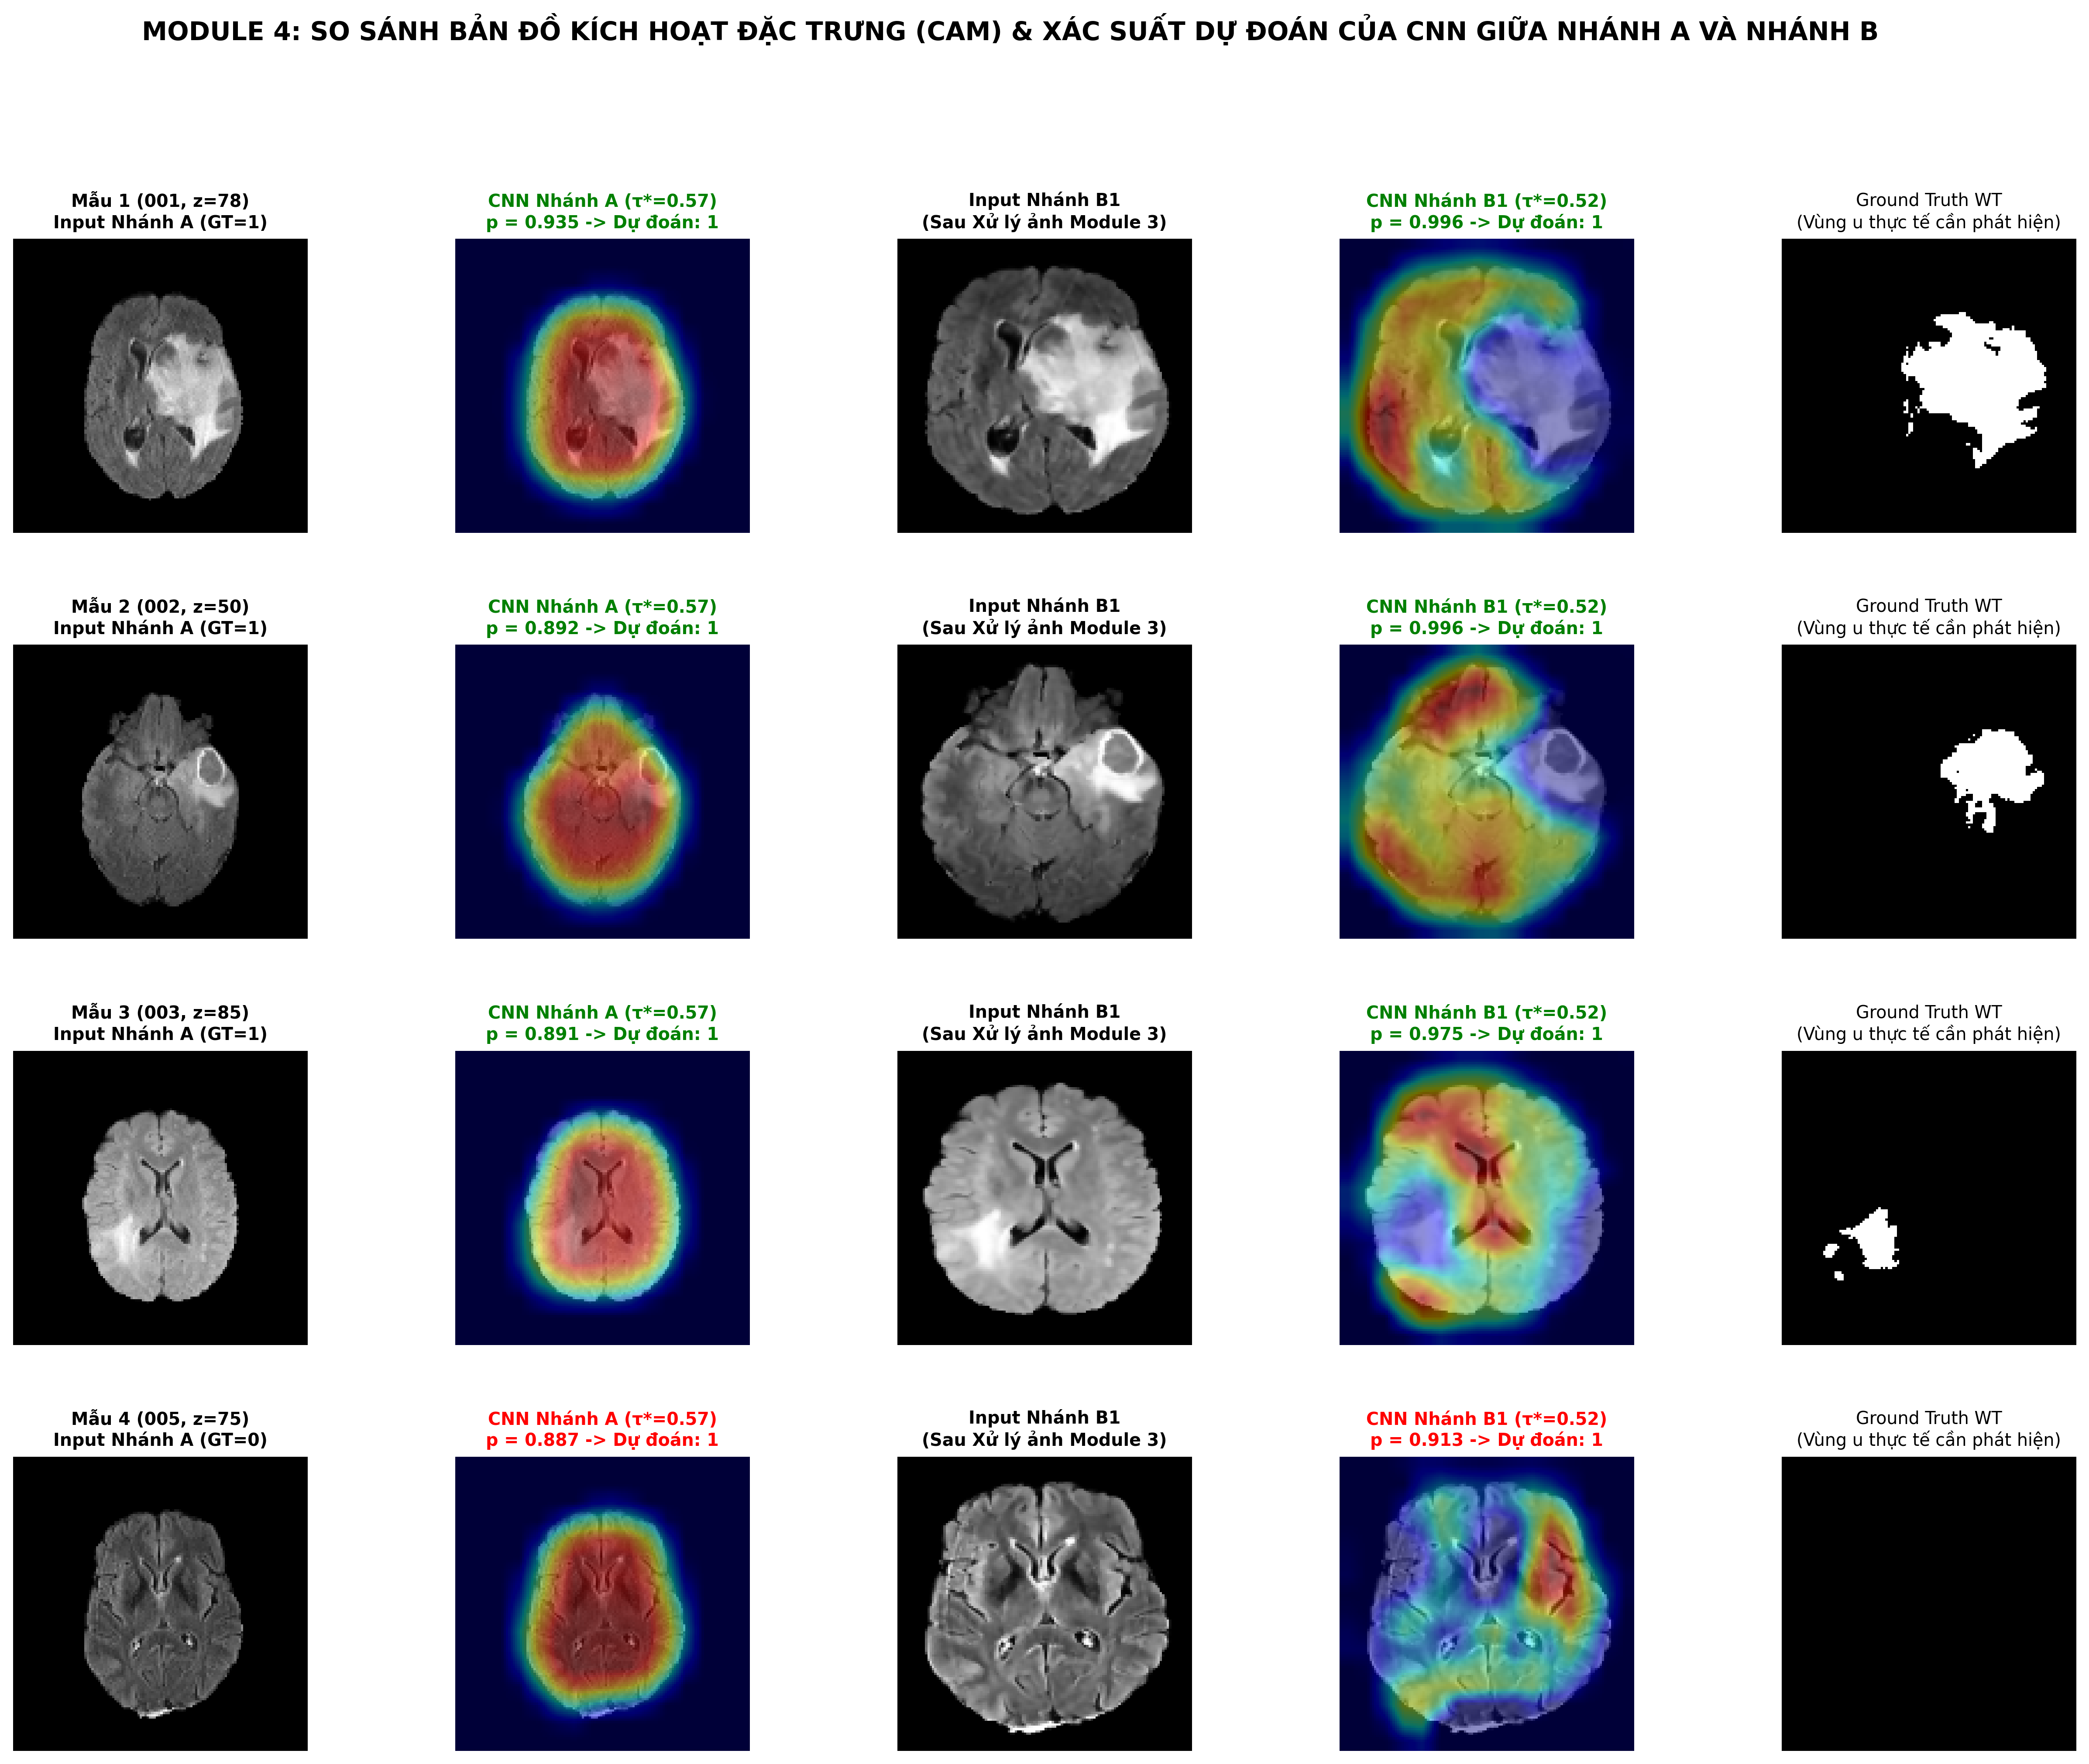 MODULE 4: SO SÁNH BẢN ĐỒ KÍCH HOẠT ĐẶC TRƯNG (CAM) & XÁC SUẤT DỰ ĐOÁN CỦA CNN GIỮA NHÁNH A VÀ NHÁNH B
Mẫu 1 (001, z=78)
Input Nhánh A (GT=1)
CNN Nhánh A (τ*=0.57)
p = 0.935 -> Dự đoán: 1
Input Nhánh B1
(Sau Xử lý ảnh Module 3)
CNN Nhánh B1 (τ*=0.52)
p = 0.996 -> Dự đoán: 1
Ground Truth WT
(Vùng u thực tế cần phát hiện)
Mẫu 2 (002, z=50)
Input Nhánh A (GT=1)
CNN Nhánh A (τ*=0.57)
p = 0.892 -> Dự đoán: 1
Input Nhánh B1
(Sau Xử lý ảnh Module 3)
CNN Nhánh B1 (τ*=0.52)
p = 0.996 -> Dự đoán: 1
Ground Truth WT
(Vùng u thực tế cần phát hiện)
Mẫu 3 (003, z=85)
Input Nhánh A (GT=1)
CNN Nhánh A (τ*=0.57)
p = 0.891 -> Dự đoán: 1
Input Nhánh B1
(Sau Xử lý ảnh Module 3)
CNN Nhánh B1 (τ*=0.52)
p = 0.975 -> Dự đoán: 1
Ground Truth WT
(Vùng u thực tế cần phát hiện)
Mẫu 4 (005, z=75)
Input Nhánh A (GT=0)
CNN Nhánh A (τ*=0.57)
p = 0.887 -> Dự đoán: 1
Input Nhánh B1
(Sau Xử lý ảnh Module 3)
CNN Nhánh B1 (τ*=0.52)
p = 0.913 -> Dự đoán: 1
Ground Truth WT
(Vùng u thực tế cần phát hiện)